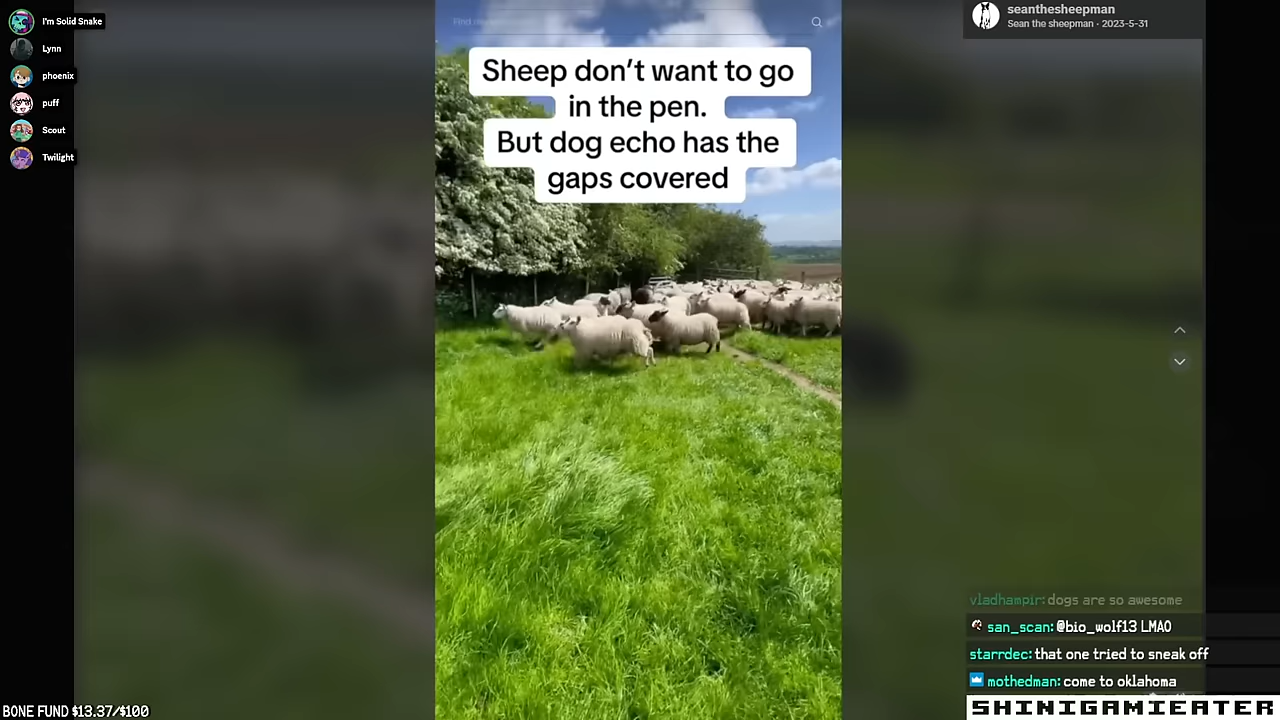 I'm Solid Snake
Lynn
phoenix
puff
Scout
Twilight
BONE FUND $13.37/$100
Find
Sheep don’t want to go
in the pen.
But dog echo has the
gaps covered
seanthesheepman
Sean the sheepman · 2023-5-31
vladhampir: dogs are so awesome
san_scan: @bio_wolf13 LMAO
starrdec: that one tried to sneak off
mothedman: come to oklahoma
SHINIGAMIEATER